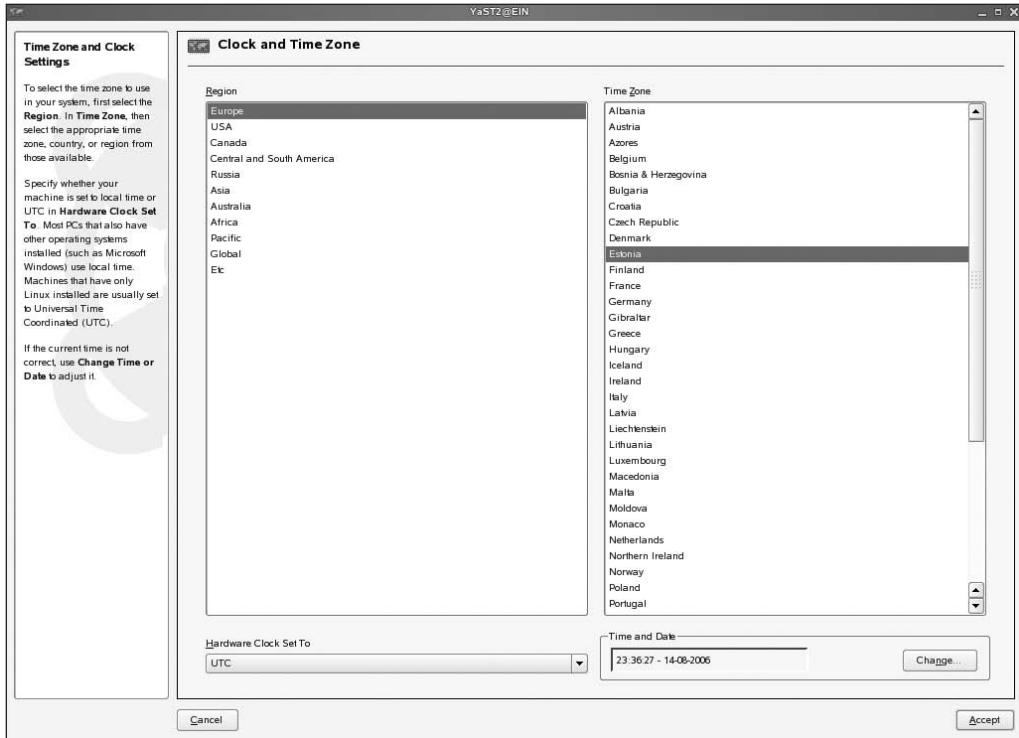 YaST2@EIN
Time Zone and Clock
Settings
To select the time zone to use
in your system, first select the
Region. In Time Zone, then
select the appropriate time
zone, country, or region from
those available.
Specify whether your
machine is set to local time or
UTC in Hardware Clock Set
To. Most PCs that also have
other operating systems
installed (such as Microsoft
Windows) use local time.
Machines that have only
Linux installed are usually set
to Universal Time
Coordinated (UTC).
If the current time is not
correct, use Change Time or
Date to adjust it.
Clock and Time Zone
Region
Europe
USA
Canada
Central and South America
Russia
Asia
Australia
Africa
Pacific
Global
Etc
Time Zone
Albania
Austria
Azores
Belgium
Bosnia & Herzegovina
Bulgaria
Croatia
Czech Republic
Denmark
Estonia
Finland
France
Germany
Gibraltar
Greece
Hungary
Iceland
Ireland
Italy
Latvia
Liechtenstein
Lithuania
Luxembourg
Macedonia
Malta
Moldova
Monaco
Netherlands
Northern Ireland
Norway
Poland
Portugal
Hardware Clock Set To
UTC
Time and Date
23:36:27 - 14-08-2006
Change...
Cancel
Accept